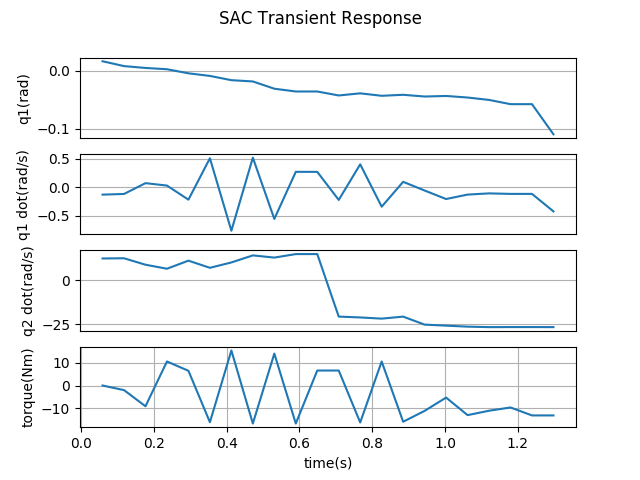 SAC Transient Response
q1(rad)
0.0
−0.1
q1 dot(rad/s)
0.5
0.0
−0.5
q2 dot(rad/s)
0
−25
torque(Nm)
10
0
−10
0.0 0.2 0.4 0.6 0.8 1.0 1.2
time(s)